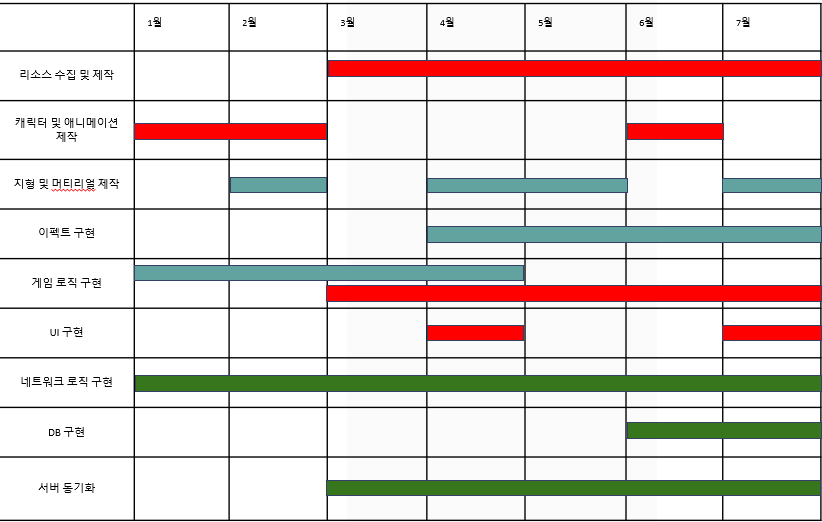 1월 2월 3월 4월 5월 6월 7월
리소스 수집 및 제작
캐릭터 및 애니메이션
제작
지형 및 머티리얼 제작
이펙트 구현
게임 로직 구현
UI 구현
네트워크 로직 구현
DB 구현
서버 동기화